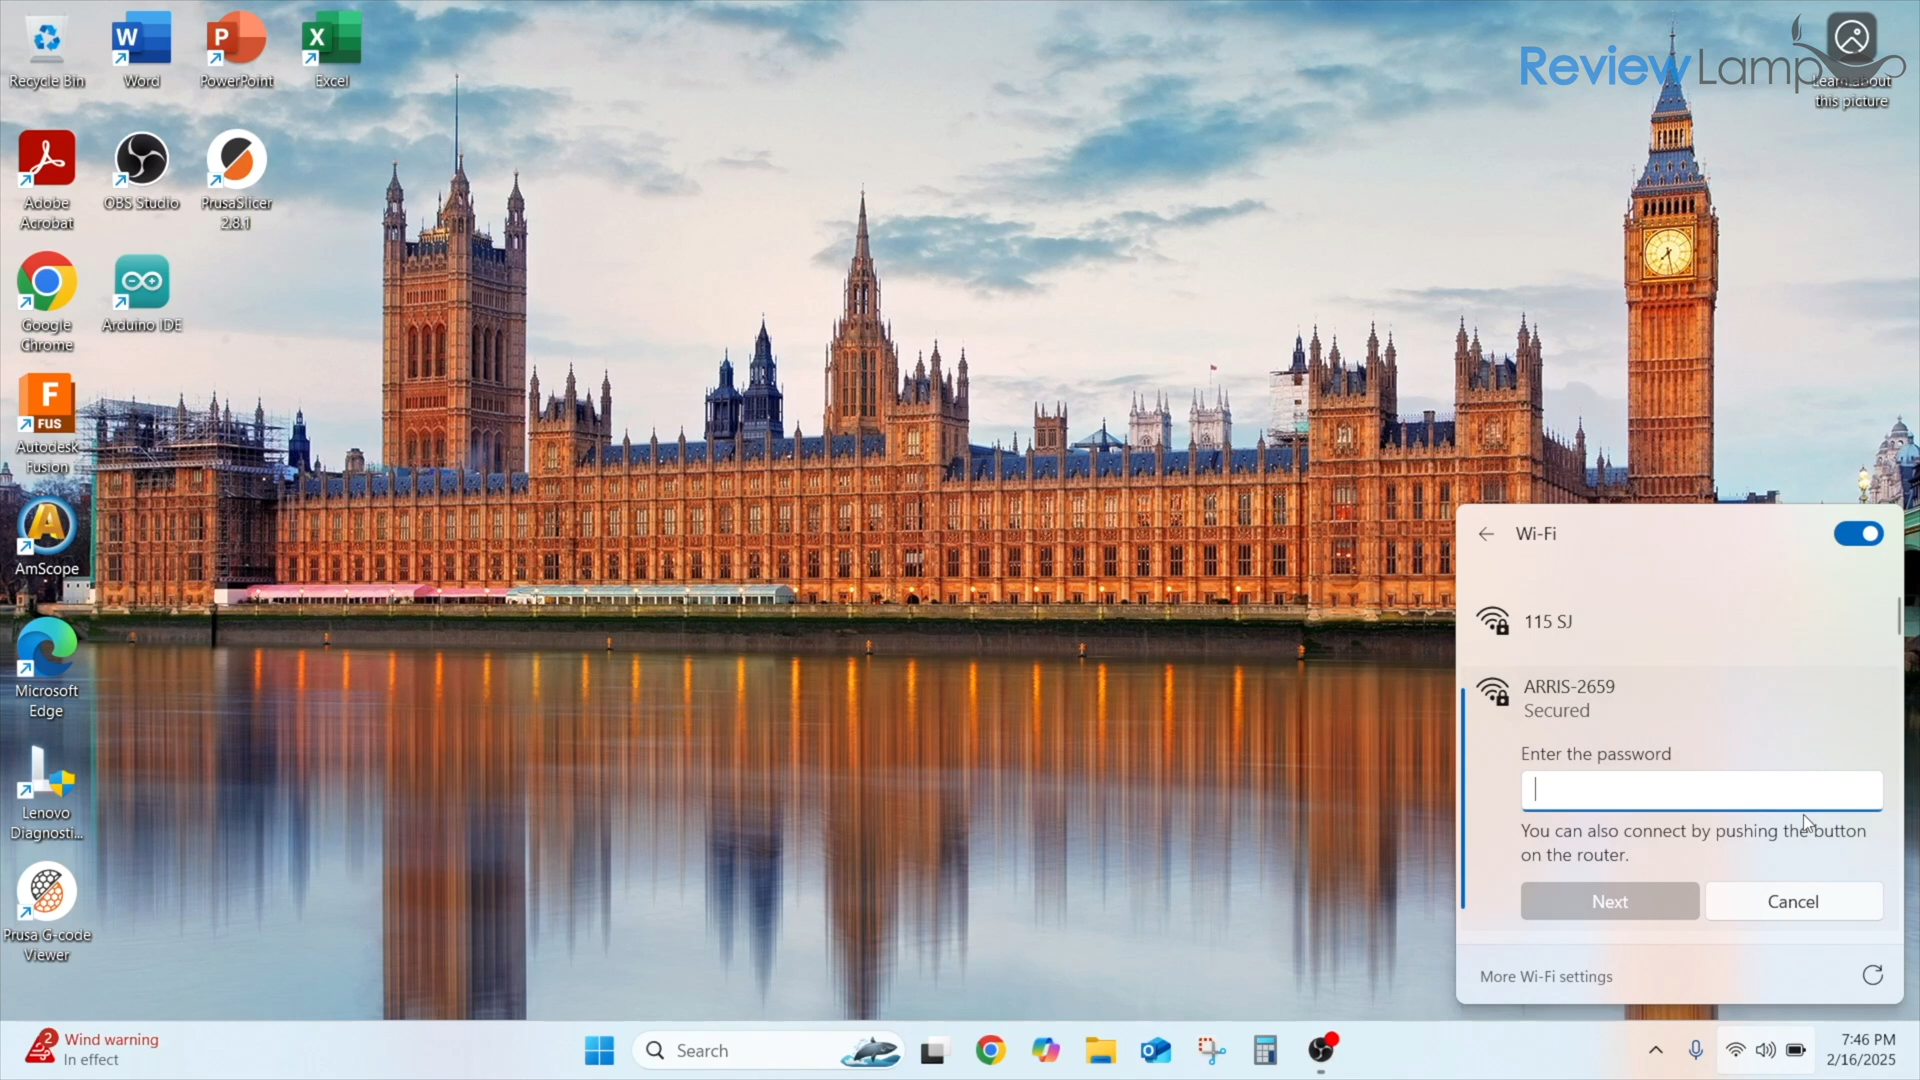 Recycle Bin
Word
PowerPoint
Excel
ReviewLamp
Learn about
this picture
Adobe
Acrobat
OBS Studio
PrusaSlicer
2.8.1
Google
Chrome
Arduino IDE
F
FUS
Autodesk
Fusion
AmScope
Microsoft
Edge
Lenovo
Diagnosti...
Prusa G-code
Viewer
Wi-Fi
115 SJ
ARRIS-2659
Secured
Enter the password
You can also connect by pushing the button
on the router.
Next
Cancel
More Wi-Fi settings
2
Wind warning
In effect
Search
7:46 PM
2/16/2025